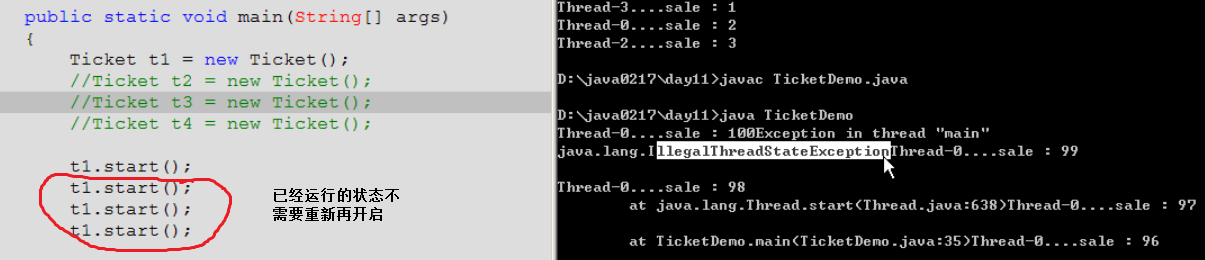 public static void main(String[] args)
{
Ticket t1 = new Ticket();
//Ticket t2 = new Ticket();
//Ticket t3 = new Ticket();
//Ticket t4 = new Ticket();
t1.start();
t1.start();
t1.start();
t1.start();
已经运行的状态不
需要重新再开启
Thread-3....sale : 1
Thread-0....sale : 2
Thread-2....sale : 3
D:\java0217\day11>javac TicketDemo.java
D:\java0217\day11>java TicketDemo
Thread-0....sale : 100Exception in thread "main"
java.lang.IllegalThreadStateExceptionThread-0....sale : 99
Thread-0....sale : 98
at java.lang.Thread.start(Thread.java:638)Thread-0....sale : 97
at TicketDemo.main(TicketDemo.java:35)Thread-0....sale : 96